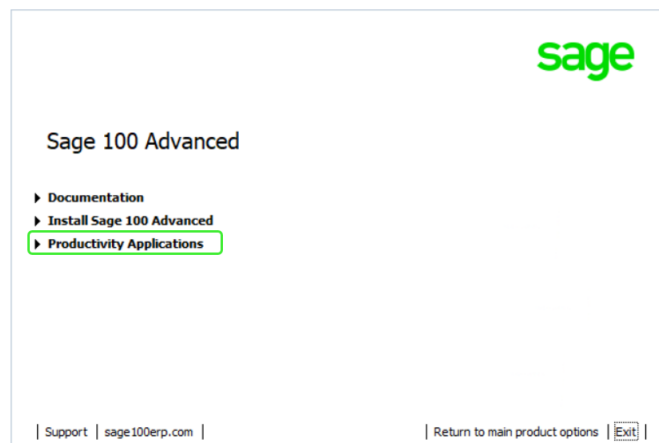 sage
Sage 100 Advanced
Documentation
Install Sage 100 Advanced
Productivity Applications
| Support | sage100erp.com | | Return to main product options | Exit |